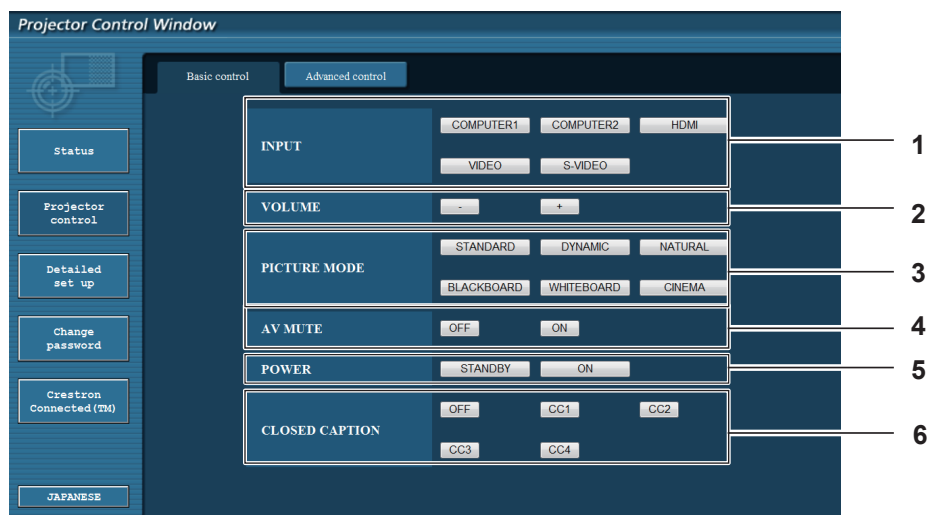 Projector Control Window
Basic control Advanced control
Status
Projector
control
Detailed
set up
Change
password
Crestron
Connected(TM)
JAPANESE
INPUT
COMPUTER1 COMPUTER2 HDMI
VIDEO S-VIDEO
1
VOLUME - +
2
PICTURE MODE
STANDARD DYNAMIC NATURAL
BLACKBOARD WHITEBOARD CINEMA
3
AV MUTE OFF ON
4
POWER STANDBY ON
5
CLOSED CAPTION
OFF CC1 CC2
CC3 CC4
6